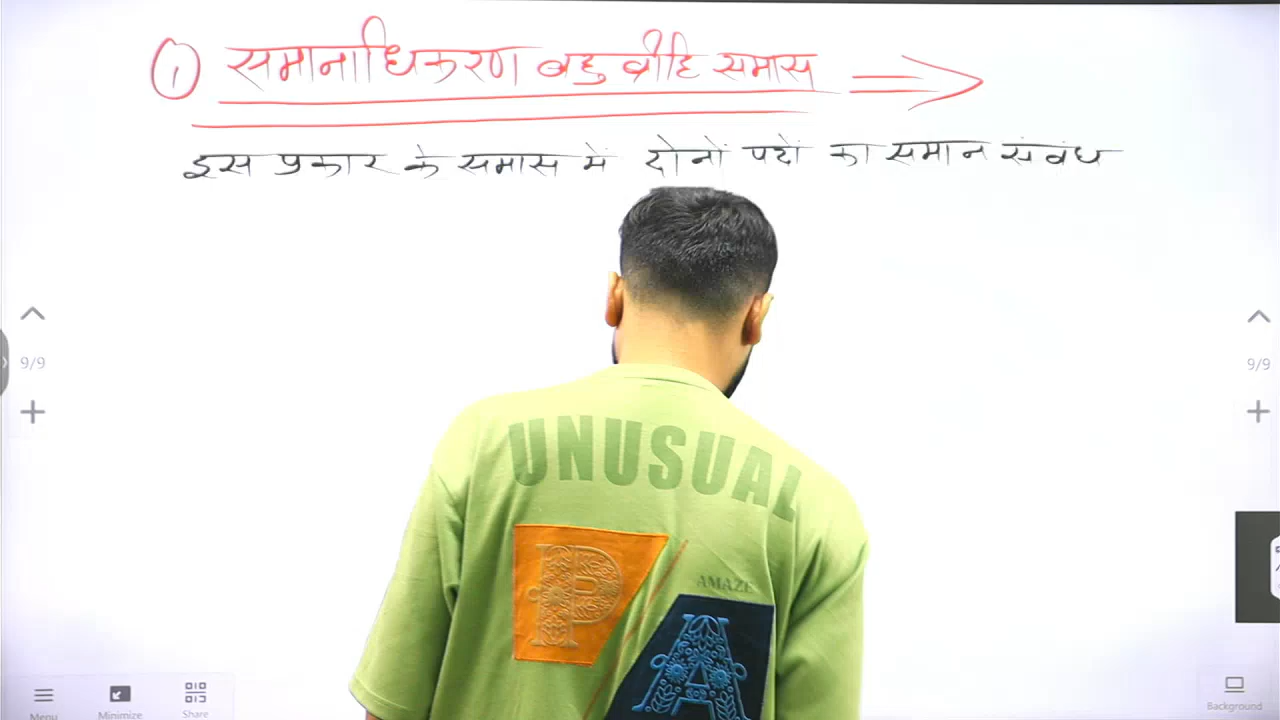 ① समानाधिकरण बहुव्रीहि समास
इस प्रकार के समास में दोनों पदों का समान संबंध
9/9
9/9
UNUSUAL
P
AMAZE
A
Menu
Minimize
Share
Background